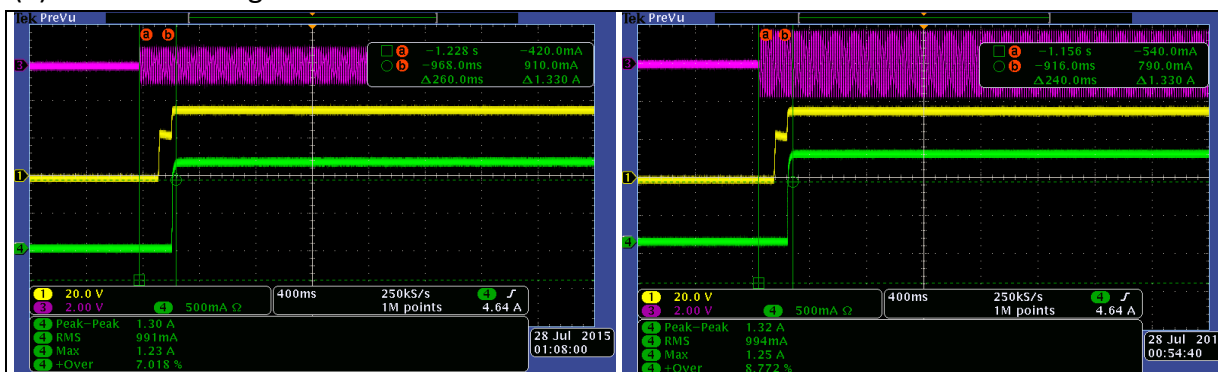 Tek PreVu
a b
a −1.228 s −420.0mA
b −968.0ms 910.0mA
Δ260.0ms Δ1.330 A
3
1
4
1 20.0 V
3 2.00 V 4 500mA Ω
400ms 250kS/s 4
1M points 4.64 A
4 Peak−Peak 1.30 A
4 RMS 991mA
4 Max 1.23 A
4 +Over 7.018 %
28 Jul 2015
01:08:00
Tek PreVu
a b
a −1.156 s −540.0mA
b −916.0ms 790.0mA
Δ240.0ms Δ1.330 A
3
1
4
1 20.0 V
3 2.00 V 4 500mA Ω
400ms 250kS/s 4
1M points 4.64 A
4 Peak−Peak 1.32 A
4 RMS 994mA
4 Max 1.25 A
4 +Over 8.772 %
28 Jul 201
00:54:40